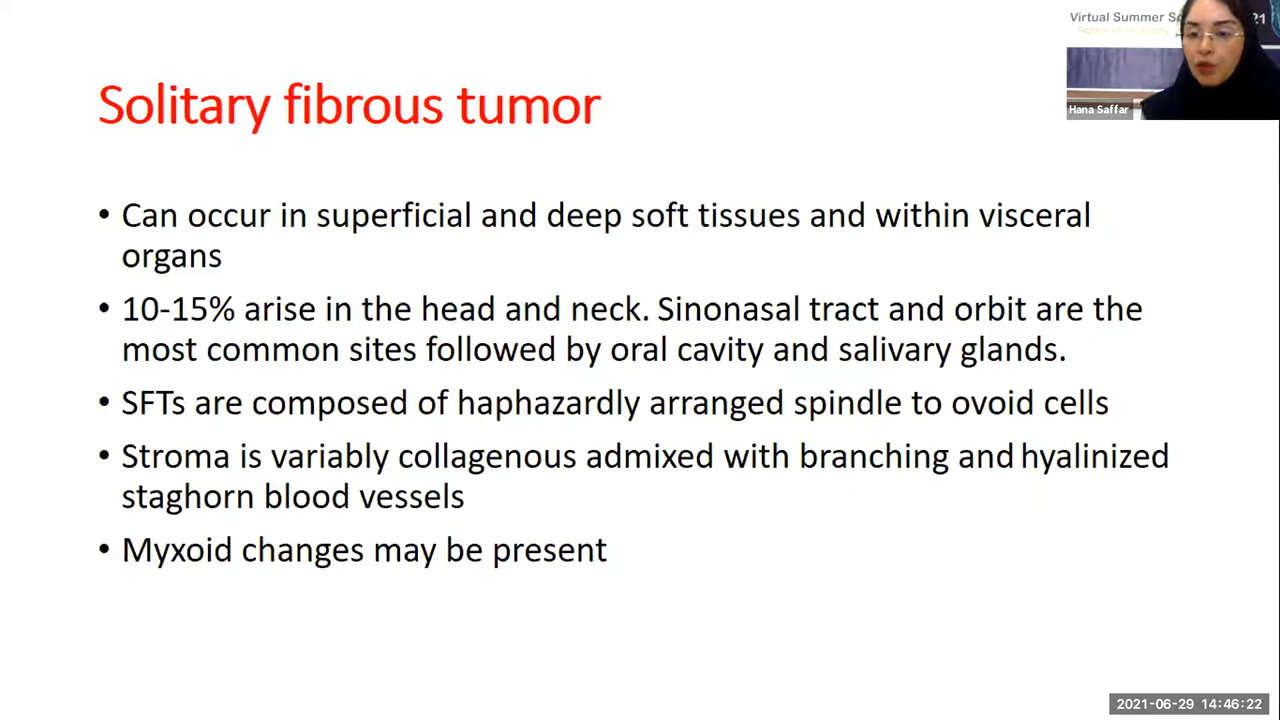 Virtual Summer
21
Solitary fibrous tumor
Hana Saffar
• Can occur in superficial and deep soft tissues and within visceral
organs
• 10-15% arise in the head and neck. Sinonasal tract and orbit are the
most common sites followed by oral cavity and salivary glands.
• SFTs are composed of haphazardly arranged spindle to ovoid cells
• Stroma is variably collagenous admixed with branching and hyalinized
staghorn blood vessels
• Myxoid changes may be present
2021-06-29 14:46:22